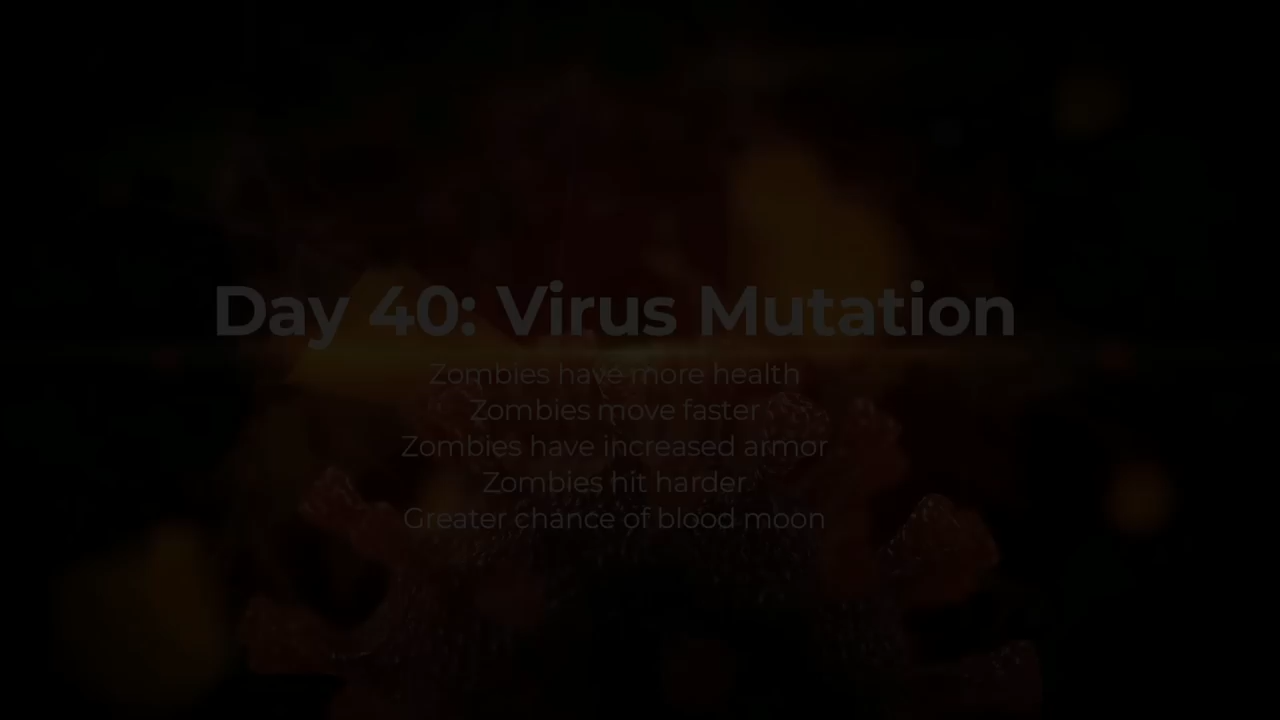 Day 40: Virus Mutation
Zombies have more health
Zombies move faster
Zombies have increased armor
Zombies hit harder
Greater chance of blood moon